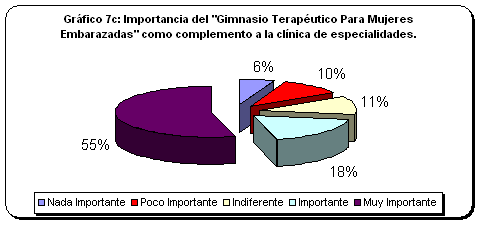 Gráfico 7c: Importancia del "Gimnasio Terapéutico Para Mujeres
Embarazadas" como complemento a la clínica de especialidades.
6%
10%
11%
18%
55%
Nada Importante Poco Importante Indiferente Importante Muy Importante